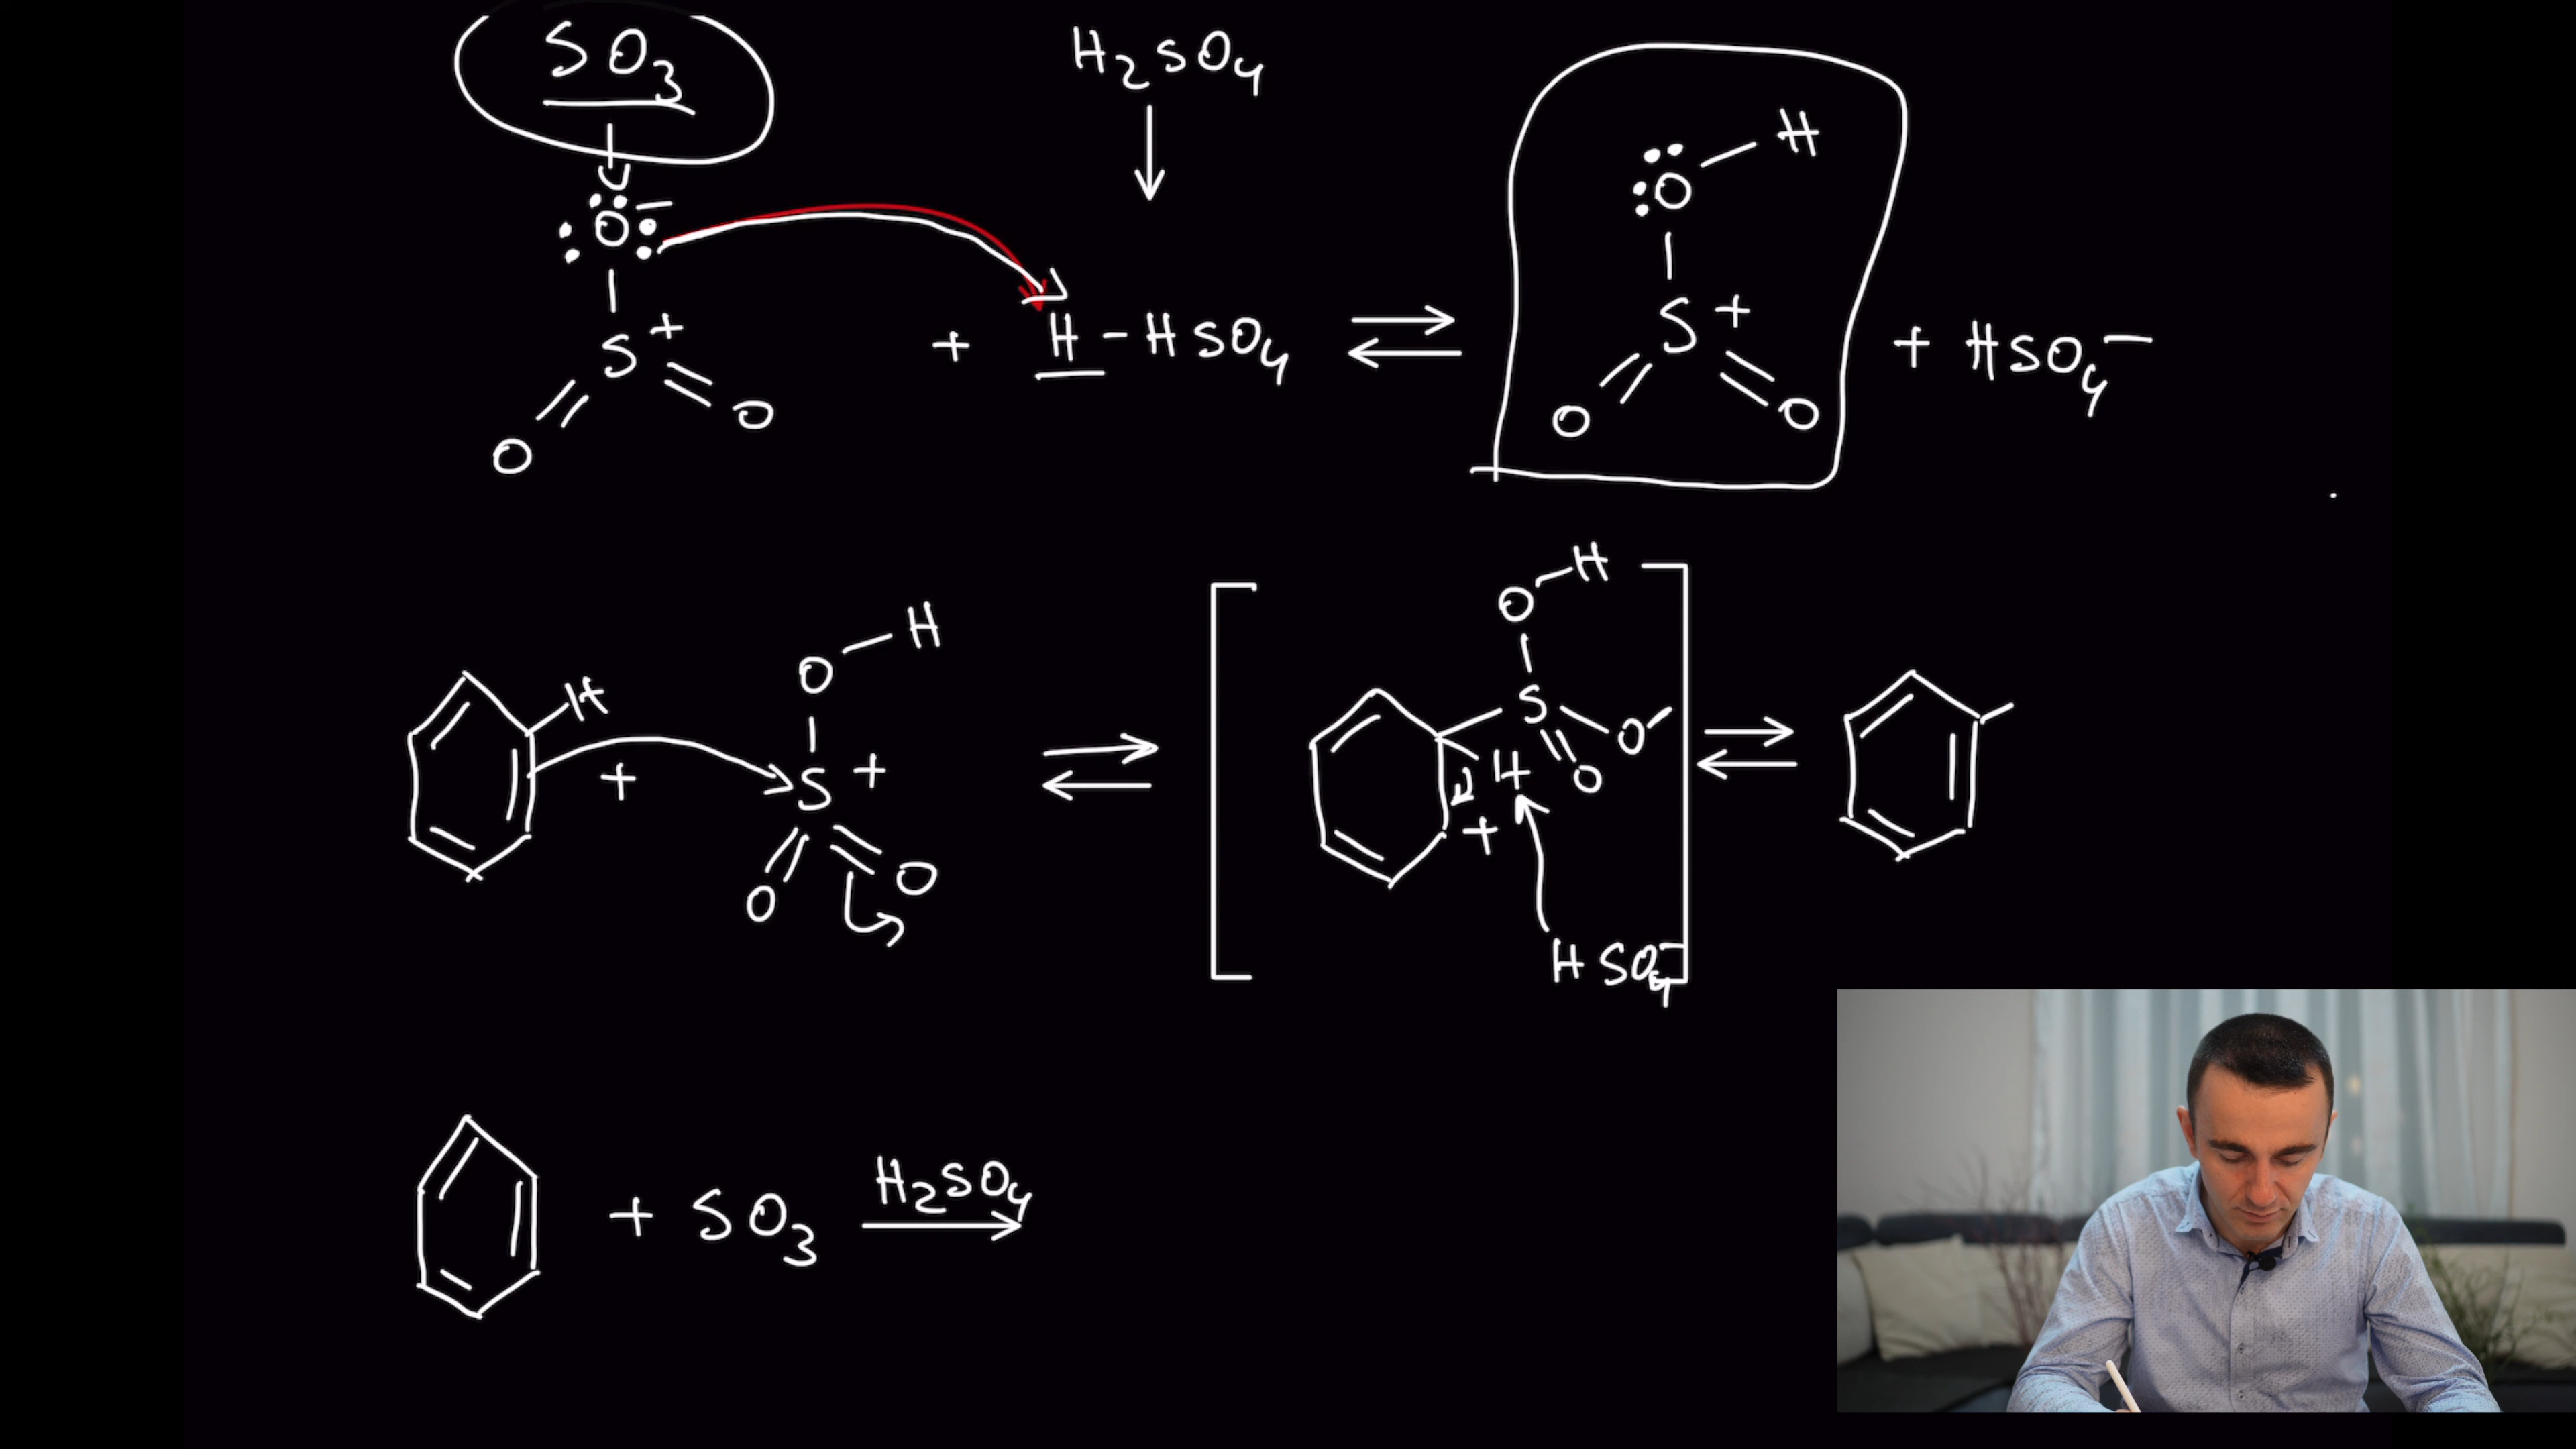 SO₃ H₂SO₄
O⁻ O H
S⁺ + H - HSO₄ ⇌ S⁺ + HSO₄⁻
O O O O
O H O H
H + S⁺ ⇌ [ S O⁻ ] ⇌
O O H O
+
HSO₄⁻
+ SO₃ H₂SO₄ →